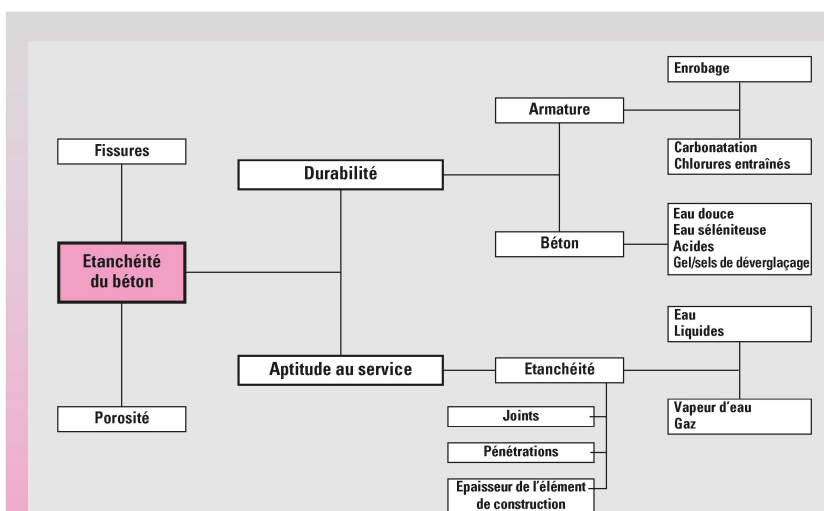 Enrobage
Armature
Fissures
Carbonatation
Chlorures entraînés
Durabilité
Eau douce
Eau séléniteuse
Acides
Gel/sels de déverglaçage
Béton
Etanchéité
du béton
Eau
Liquides
Aptitude au service
Etanchéité
Porosité
Joints
Vapeur d'eau
Gaz
Pénétrations
Epaisseur de l'élément
de construction